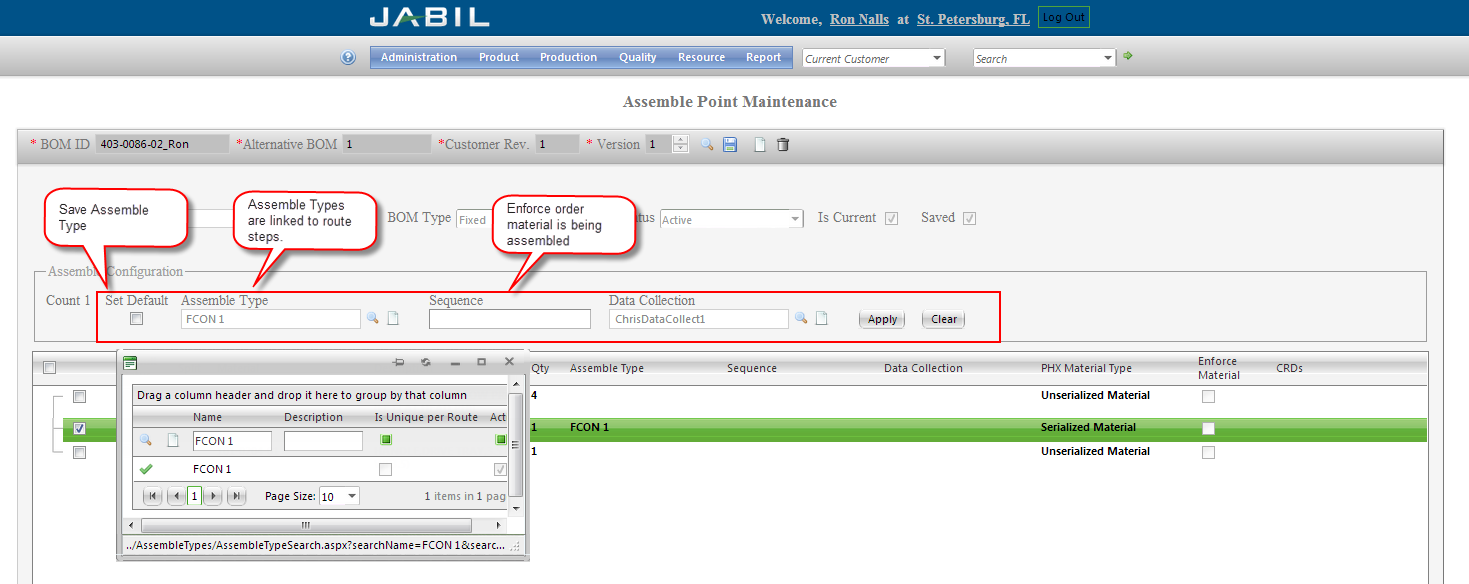 JABIL
Welcome, Ron Nalls at St. Petersburg, FL Log Out
Administration Product Production Quality Resource Report Current Customer Search
Assemble Point Maintenance
* BOM ID 403-0086-02_Ron *Alternative BOM 1 *Customer Rev. 1 * Version 1
Save Assemble
Type
Assemble Types
are linked to route
steps.
BOM Type Fixed
Enforce order
material is being
assembled
tus Active Is Current Saved
Assemble Configuration
Count 1 Set Default Assemble Type Sequence Data Collection
FCON 1 ChrisDataCollect1 Apply Clear
Qty Assemble Type Sequence Data Collection PHX Material Type Enforce
Material CRDs
4 Unserialized Material
1 FCON 1 Serialized Material
1 Unserialized Material
Drag a column header and drop it here to group by that column
Name Description Is Unique per Route Act
FCON 1
FCON 1
1 Page Size: 10 1 items in 1 pag
../AssembleTypes/AssembleTypeSearch.aspx?searchName=FCON 1&searc...